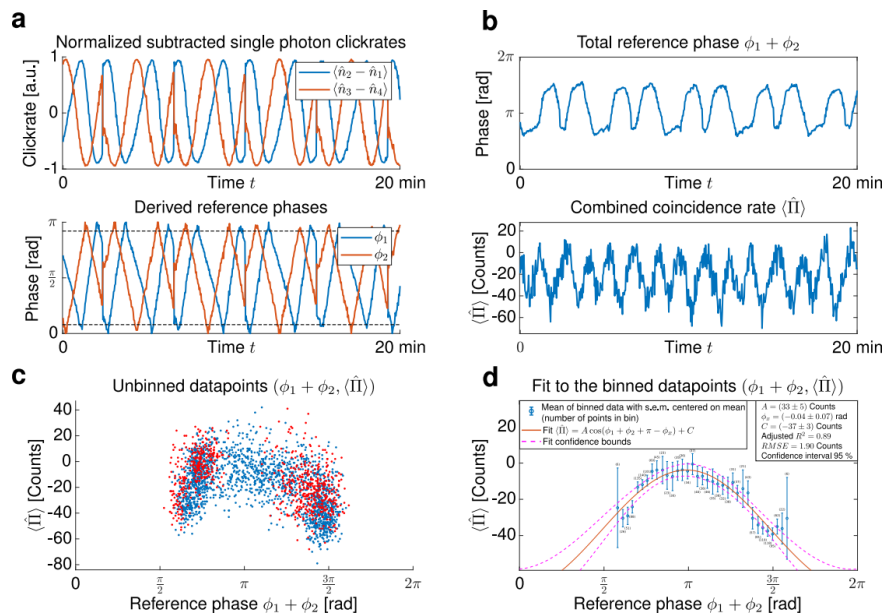 a
Normalized subtracted single photon clickrates
Clickrate [a.u.]
1
0
-1
⟨n̂₂ − n̂₁⟩
⟨n̂₃ − n̂₄⟩
0
Time t
20 min
Derived reference phases
Phase [rad]
π
π/2
0
ϕ₁
ϕ₂
0
Time t
20 min
b
Total reference phase ϕ₁ + ϕ₂
Phase [rad]
2π
π
0
0
Time t
20 min
Combined coincidence rate ⟨Π̂⟩
⟨Π̂⟩ [Counts]
20
0
-20
-40
-60
0
Time t
20 min
c
Unbinned datapoints (ϕ₁ + ϕ₂, ⟨Π̂⟩)
⟨Π̂⟩ [Counts]
40
20
0
-20
-40
-60
-80
0
π/2
π
3π/2
2π
Reference phase ϕ₁ + ϕ₂ [rad]
d
Fit to the binned datapoints (ϕ₁ + ϕ₂, ⟨Π̂⟩)
Mean of binned data with s.e.m. centered on mean
(number of points in bin)
Fit ⟨Π̂⟩ = A cos(ϕ₁ + ϕ₂ + π − ϕₓ) + C
Fit confidence bounds
A = (33 ± 5) Counts
ϕₓ = (−0.04 ± 0.07) rad
C = (−37 ± 3) Counts
Adjusted R² = 0.89
RMSE = 1.90 Counts
Confidence interval 95 %
⟨Π̂⟩ [Counts]
0
-20
-40
0
π/2
π
3π/2
2π
Reference phase ϕ₁ + ϕ₂ [rad]